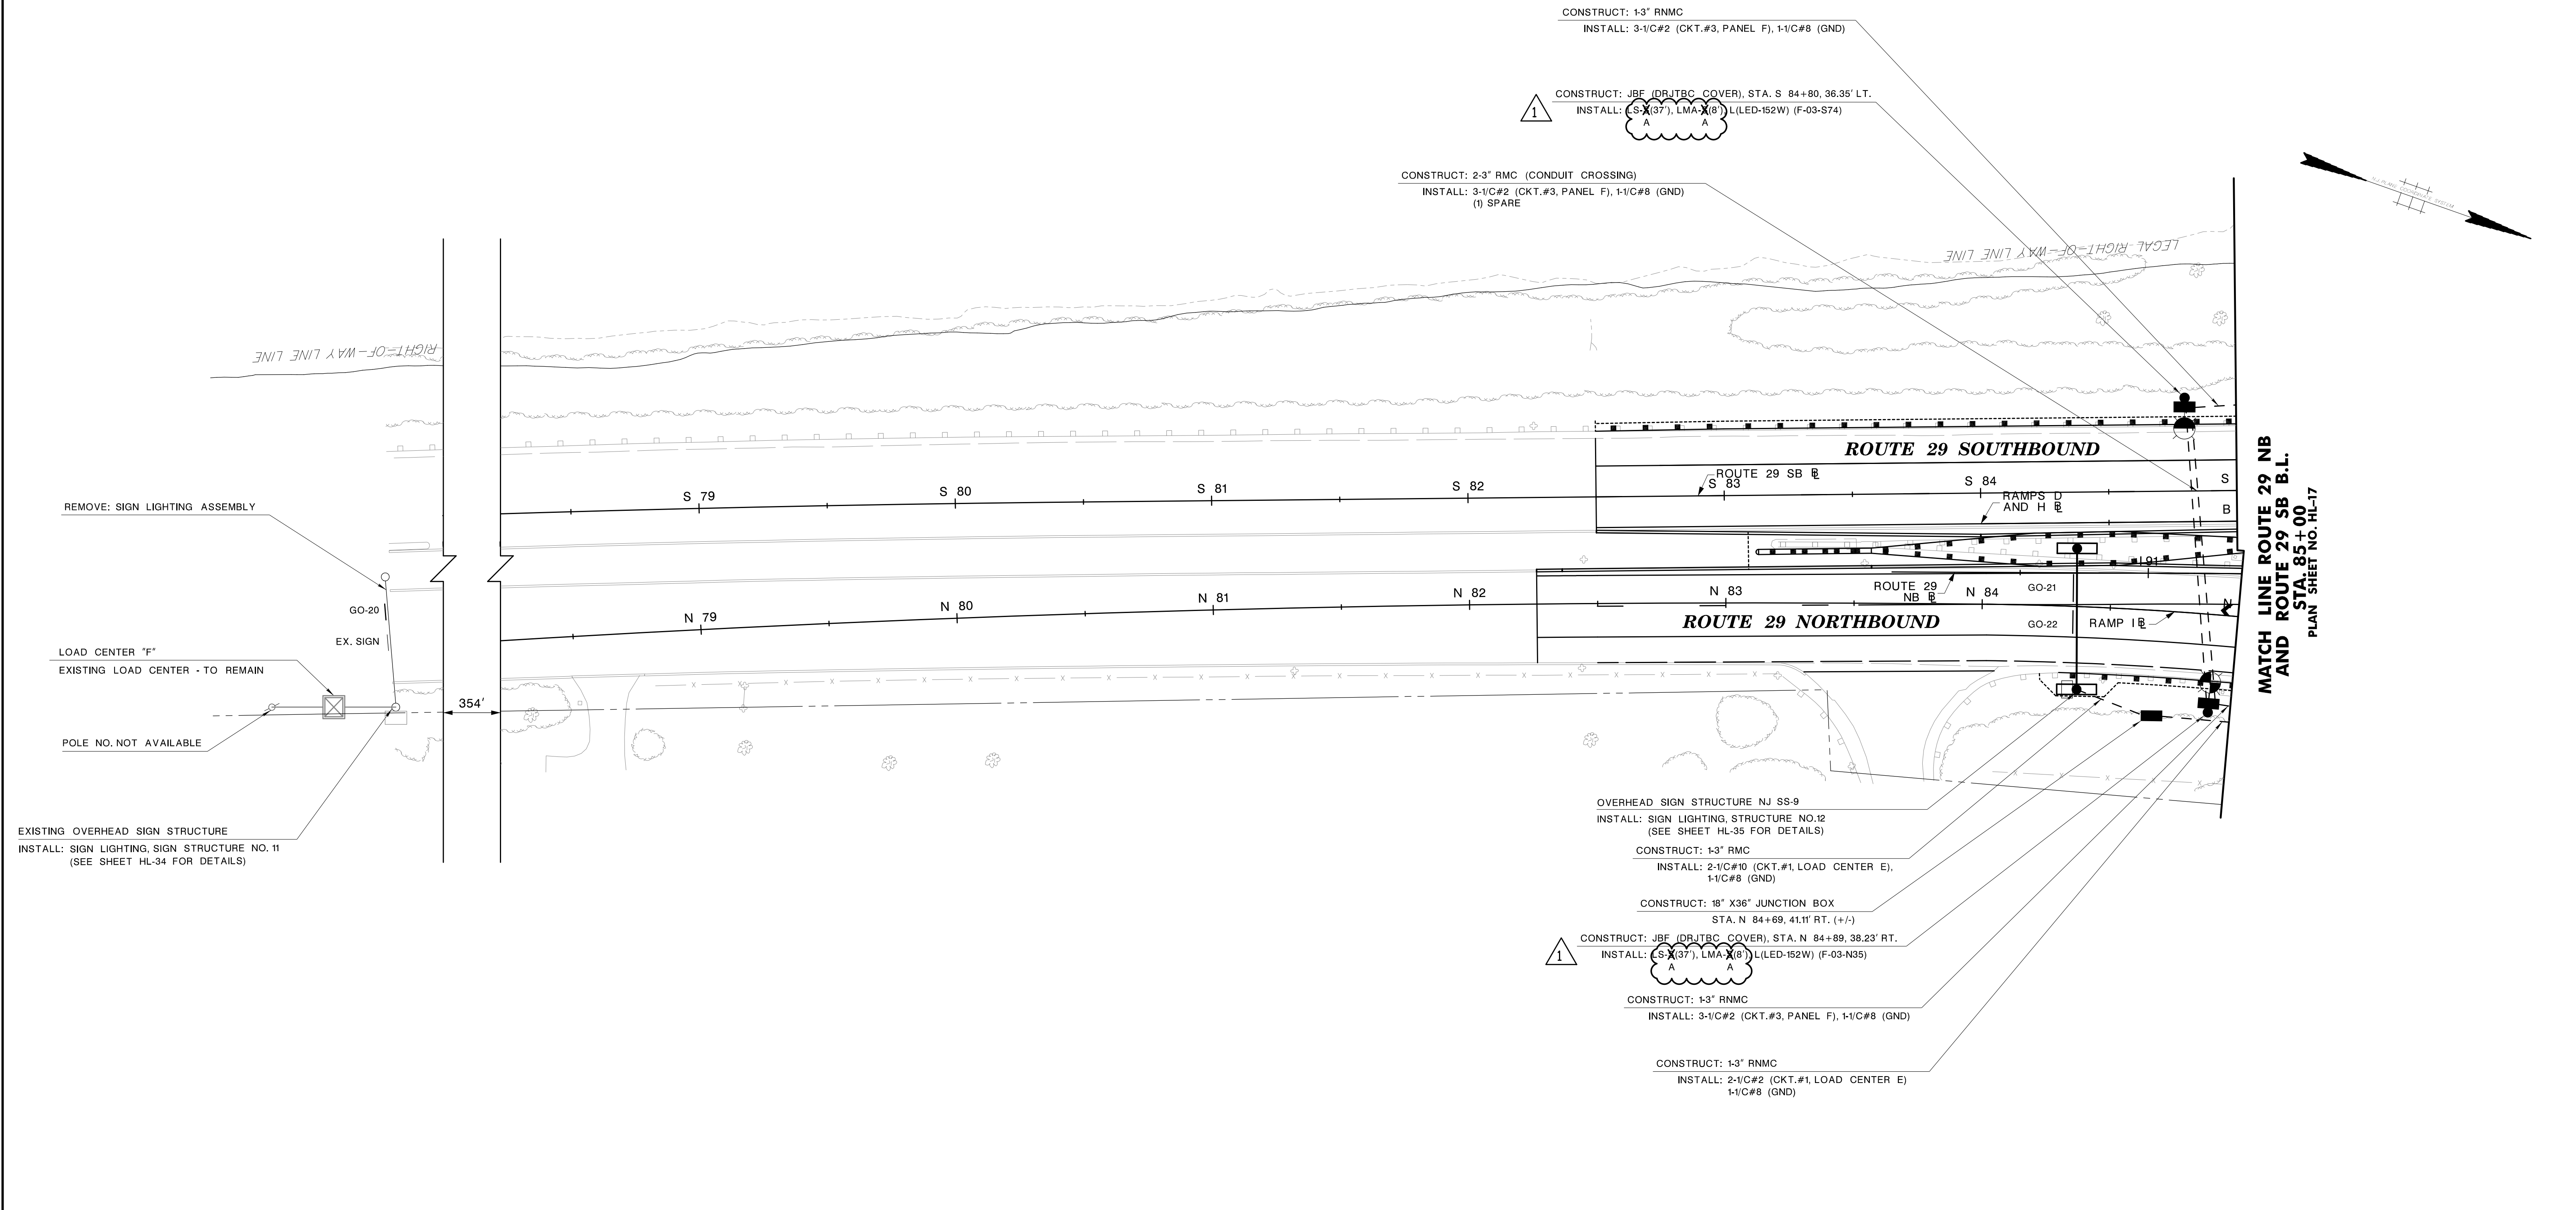 CONSTRUCT: 1-3" RNMC
INSTALL: 3-1/C#2 (CKT.#3, PANEL F), 1-1/C#8 (GND)
1
CONSTRUCT: JBF (DRJTBC COVER), STA. S 84+80, 36.35' LT.
INSTALL: LS-X(37'), LMA-X(8'), L(LED-152W) (F-03-S74)
A A
CONSTRUCT: 2-3" RMC (CONDUIT CROSSING)
INSTALL: 3-1/C#2 (CKT.#3, PANEL F), 1-1/C#8 (GND)
(1) SPARE
LEGAL RIGHT-OF-WAY LINE LINE
RIGHT-OF-WAY LINE LINE
ROUTE 29 SOUTHBOUND
ROUTE 29 SB BL
S 79
S 80
S 81
S 82
S 83
S 84
S
B
RAMPS D
AND H BL
REMOVE: SIGN LIGHTING ASSEMBLY
GO-20
EX. SIGN
LOAD CENTER "F"
EXISTING LOAD CENTER - TO REMAIN
POLE NO. NOT AVAILABLE
354'
EXISTING OVERHEAD SIGN STRUCTURE
INSTALL: SIGN LIGHTING, SIGN STRUCTURE NO. 11
(SEE SHEET HL-34 FOR DETAILS)
N 79
N 80
N 81
N 82
N 83
N 84
N
I 91
ROUTE 29
NB BL
GO-21
GO-22
RAMP I BL
ROUTE 29 NORTHBOUND
MATCH LINE ROUTE 29 NB
AND ROUTE 29 SB B.L.
STA. 85+00
PLAN SHEET NO. HL-17
OVERHEAD SIGN STRUCTURE NJ SS-9
INSTALL: SIGN LIGHTING, STRUCTURE NO.12
(SEE SHEET HL-35 FOR DETAILS)
CONSTRUCT: 1-3" RMC
INSTALL: 2-1/C#10 (CKT.#1, LOAD CENTER E),
1-1/C#8 (GND)
CONSTRUCT: 18" X36" JUNCTION BOX
STA. N 84+69, 41.11' RT. (+/-)
1
CONSTRUCT: JBF (DRJTBC COVER), STA. N 84+89, 38.23' RT.
INSTALL: LS-X(37'), LMA-X(8'), L(LED-152W) (F-03-N35)
A A
CONSTRUCT: 1-3" RNMC
INSTALL: 3-1/C#2 (CKT.#3, PANEL F), 1-1/C#8 (GND)
CONSTRUCT: 1-3" RNMC
INSTALL: 2-1/C#2 (CKT.#1, LOAD CENTER E)
1-1/C#8 (GND)